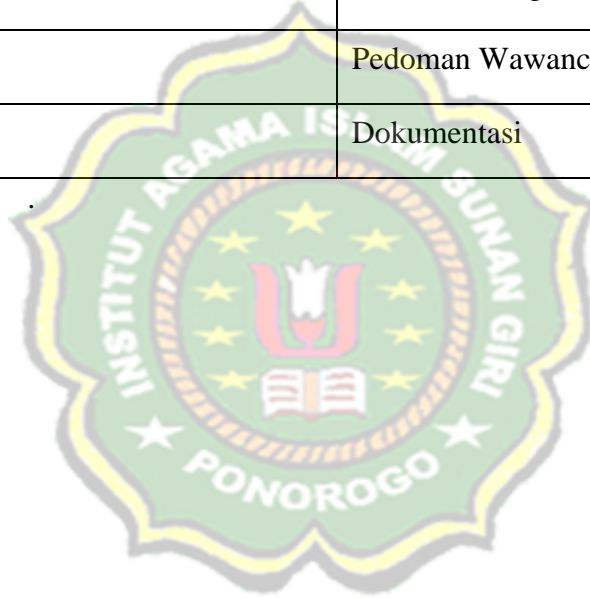 Pedoman Wawanc
Dokumentasi
.
INSTITUT AGAMA ISLAM SUNAN GIRI
PONOROGO